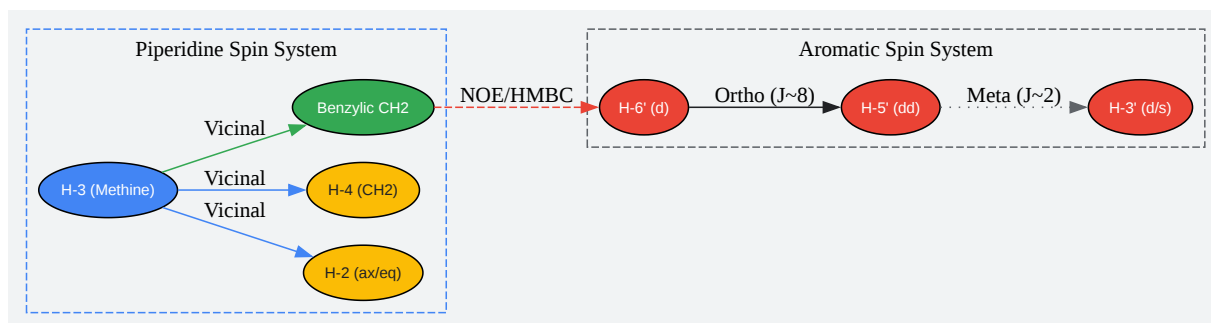 Piperidine Spin System
Aromatic Spin System
Benzylic CH2
NOE/HMBC
H-6' (d)
Ortho (J~8)
H-5' (dd)
Meta (J~2)
H-3' (d/s)
Vicinal
H-3 (Methine)
Vicinal
H-4 (CH2)
Vicinal
H-2 (ax/eq)